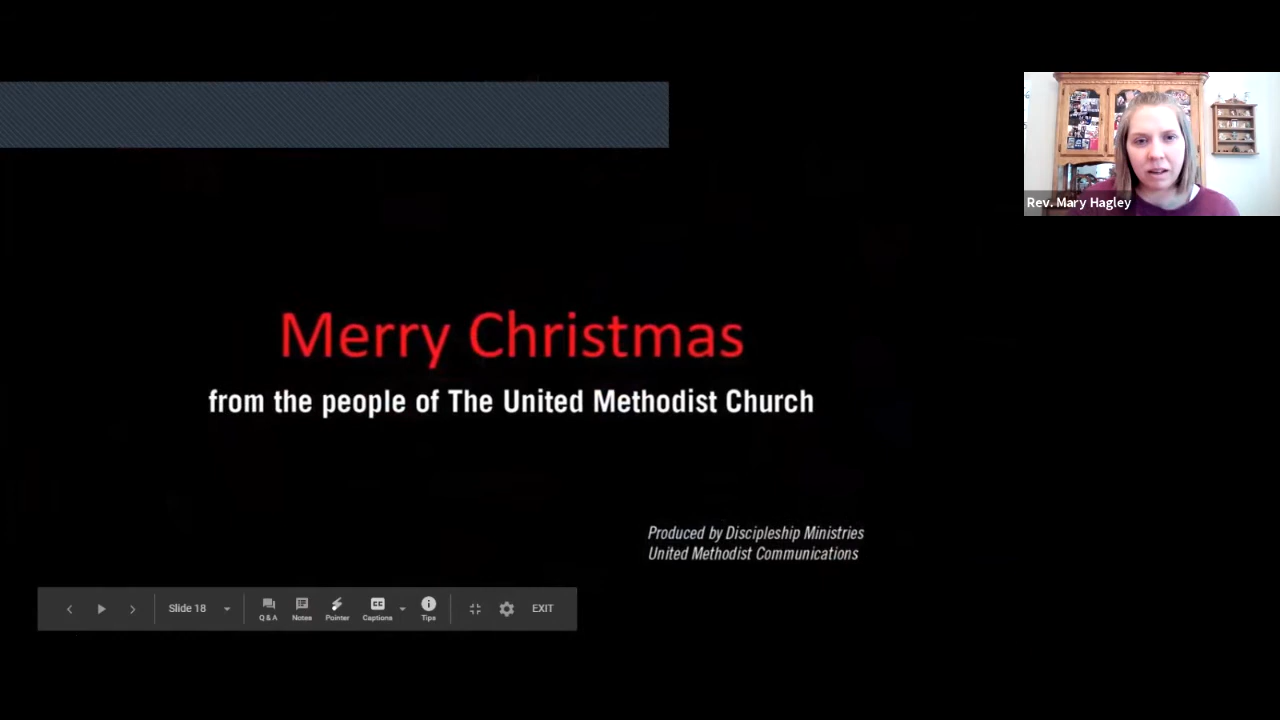 Rev. Mary Hagley
Merry Christmas
from the people of The United Methodist Church
Produced by Discipleship Ministries
United Methodist Communications
Slide 18
Q & A
Notes
Pointer
CC
Captions
Tips
EXIT